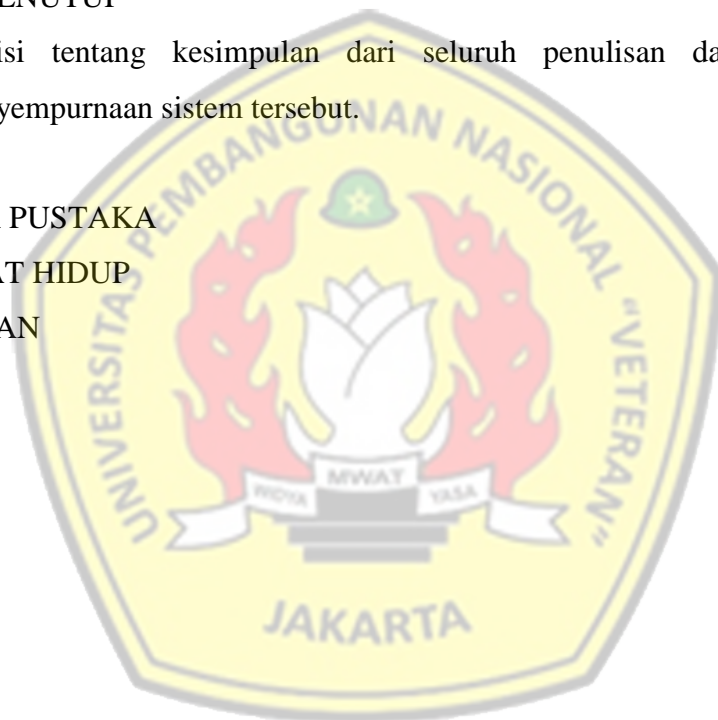 ENUTUP
isi tentang kesimpulan dari seluruh penulisan da
yempurnaan sistem tersebut.
PUSTAKA
AT HIDUP
AN
UNIVERSITAS PEMBANGUNAN NASIONAL "VETERAN"
WIDYA MWAT YASA
JAKARTA